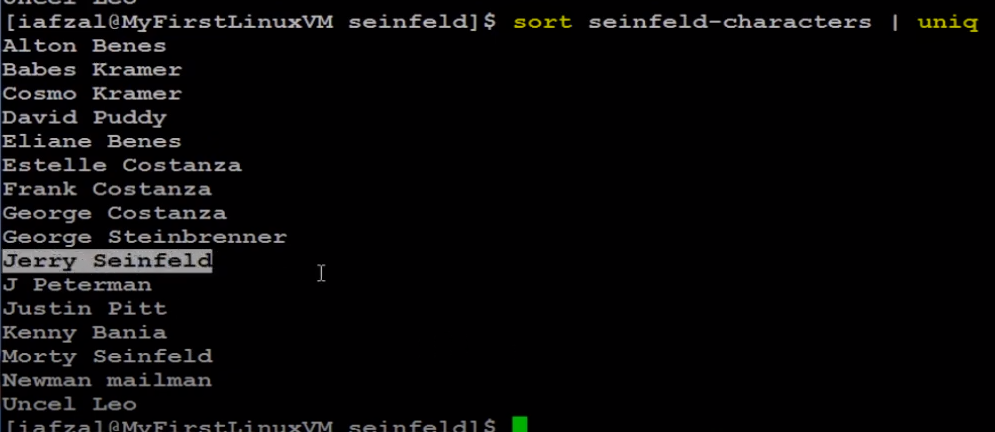 Uncel Leo
[iafzal@MyFirstLinuxVM seinfeld]$ sort seinfeld-characters | uniq
Alton Benes
Babes Kramer
Cosmo Kramer
David Puddy
Eliane Benes
Estelle Costanza
Frank Costanza
George Costanza
George Steinbrenner
Jerry Seinfeld
J Peterman
Justin Pitt
Kenny Bania
Morty Seinfeld
Newman mailman
Uncel Leo
[iafzal@MyFirstLinuxVM seinfeld]$